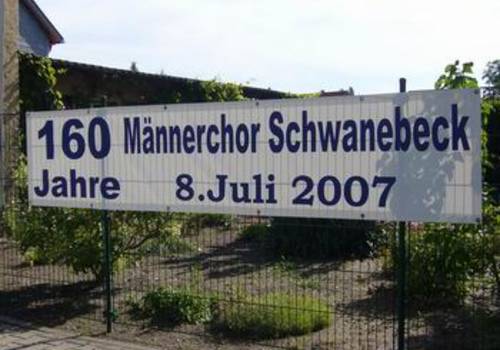 160 Männerchor Schwanebeck
Jahre 8.Juli 2007